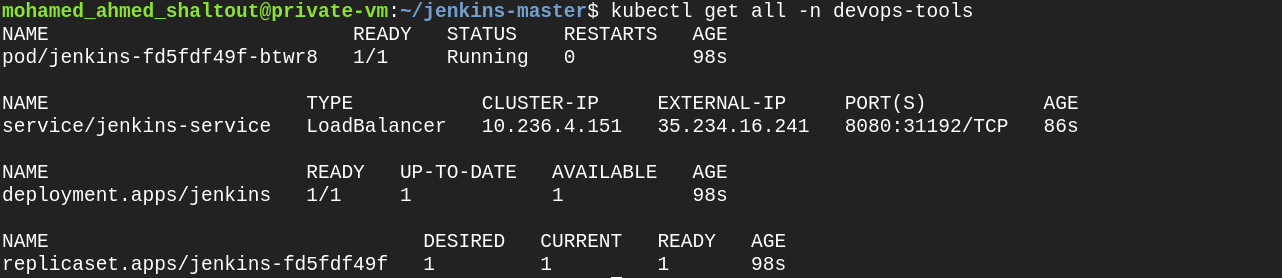 mohamed_ahmed_shaltout@private-vm:~/jenkins-master$ kubectl get all -n devops-tools
NAME                          READY   STATUS    RESTARTS   AGE
pod/jenkins-fd5fdf49f-btwr8   1/1     Running   0          98s

NAME                      TYPE           CLUSTER-IP     EXTERNAL-IP     PORT(S)          AGE
service/jenkins-service   LoadBalancer   10.236.4.151   35.234.16.241   8080:31192/TCP   86s

NAME                      READY   UP-TO-DATE   AVAILABLE   AGE
deployment.apps/jenkins   1/1     1            1           98s

NAME                                DESIRED   CURRENT   READY   AGE
replicaset.apps/jenkins-fd5fdf49f   1         1         1       98s